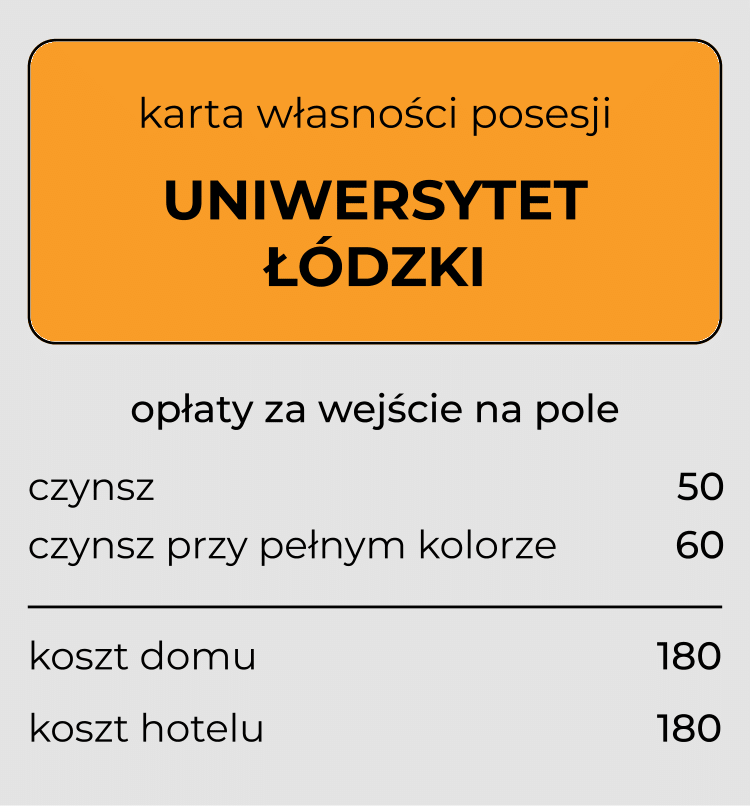 karta własności posesji
UNIWERSYTET
ŁÓDZKI
opłaty za wejście na pole
czynsz 50
czynsz przy pełnym kolorze 60
koszt domu 180
koszt hotelu 180